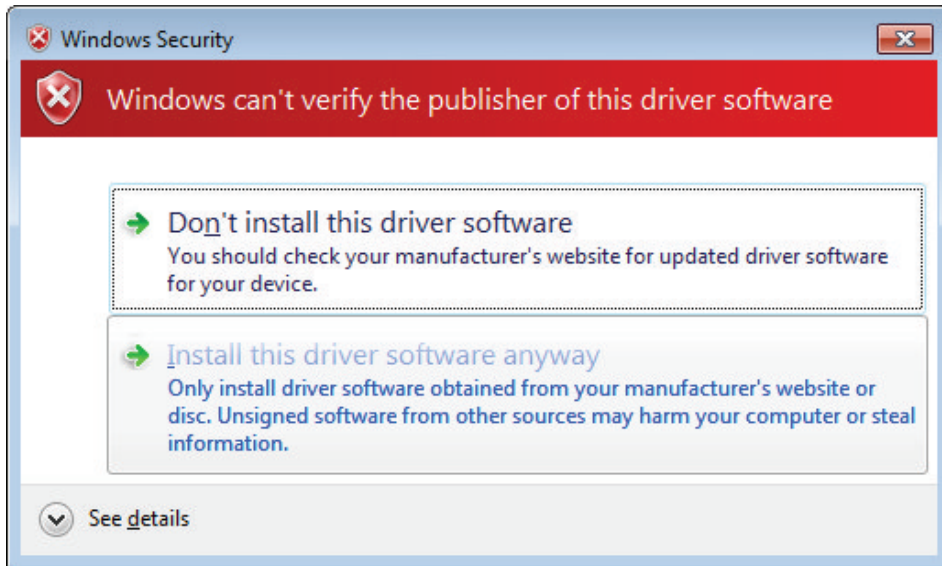 Windows Security
Windows can't verify the publisher of this driver software
Don't install this driver software
You should check your manufacturer's website for updated driver software
for your device.
Install this driver software anyway
Only install driver software obtained from your manufacturer's website or
disc. Unsigned software from other sources may harm your computer or steal
information.
See details